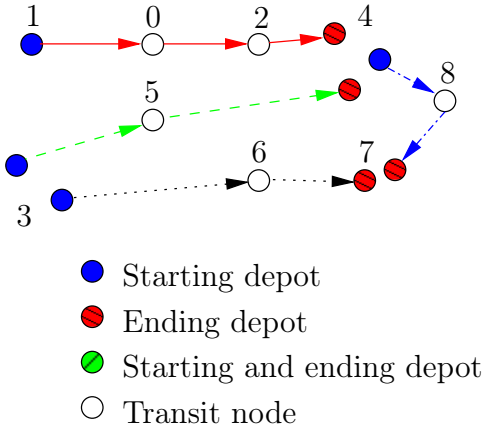 1 0 2 4
8
5
6 7
3
Starting depot
Ending depot
Starting and ending depot
Transit node